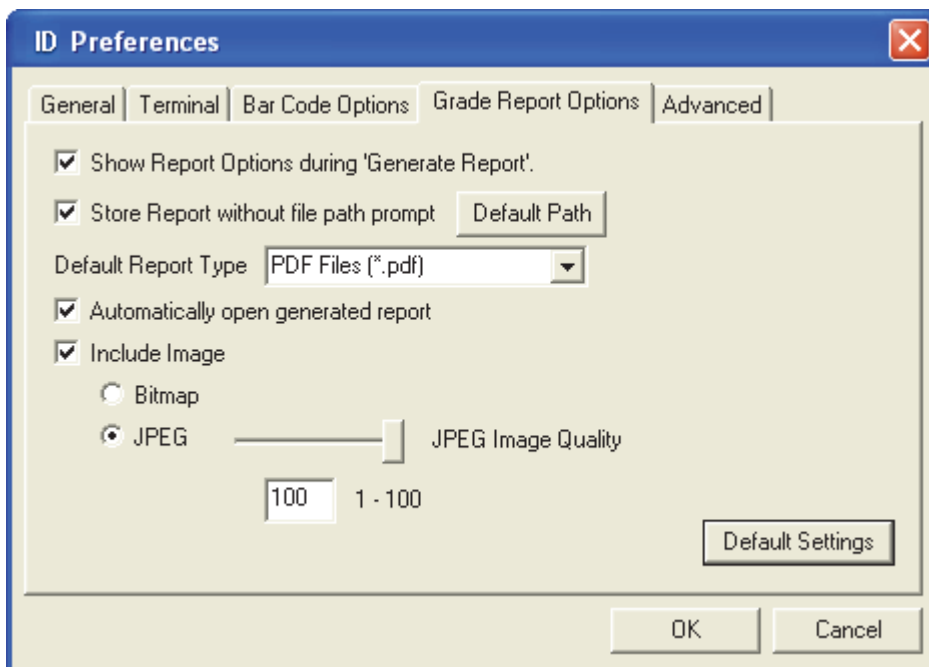 ID Preferences
General Terminal Bar Code Options Grade Report Options Advanced
Show Report Options during 'Generate Report'.
Store Report without file path prompt Default Path
Default Report Type PDF Files (*.pdf)
Automatically open generated report
Include Image
Bitmap
JPEG JPEG Image Quality
100 1 - 100
Default Settings
OK Cancel